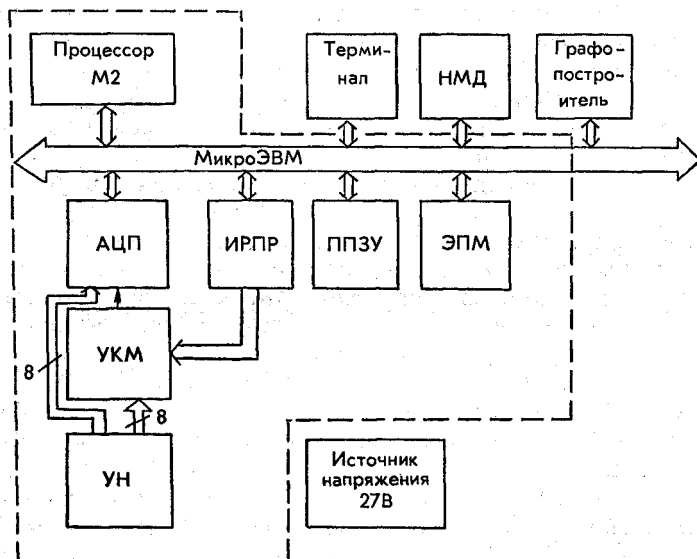 Процессор
М2
Терми-
нал
НМД
Графо-
построи-
итель
МикроЭВМ
АЦП
ИРПР
ППЗУ
ЭПМ
УКМ
8
8
УН
Источник
напряжения
27В